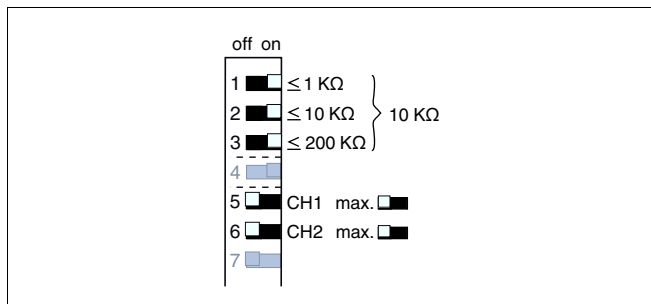 off on
1 ≤ 1 KΩ
2 ≤ 10 KΩ 10 KΩ
3 ≤ 200 KΩ
4
5 CH1 max.
6 CH2 max.
7